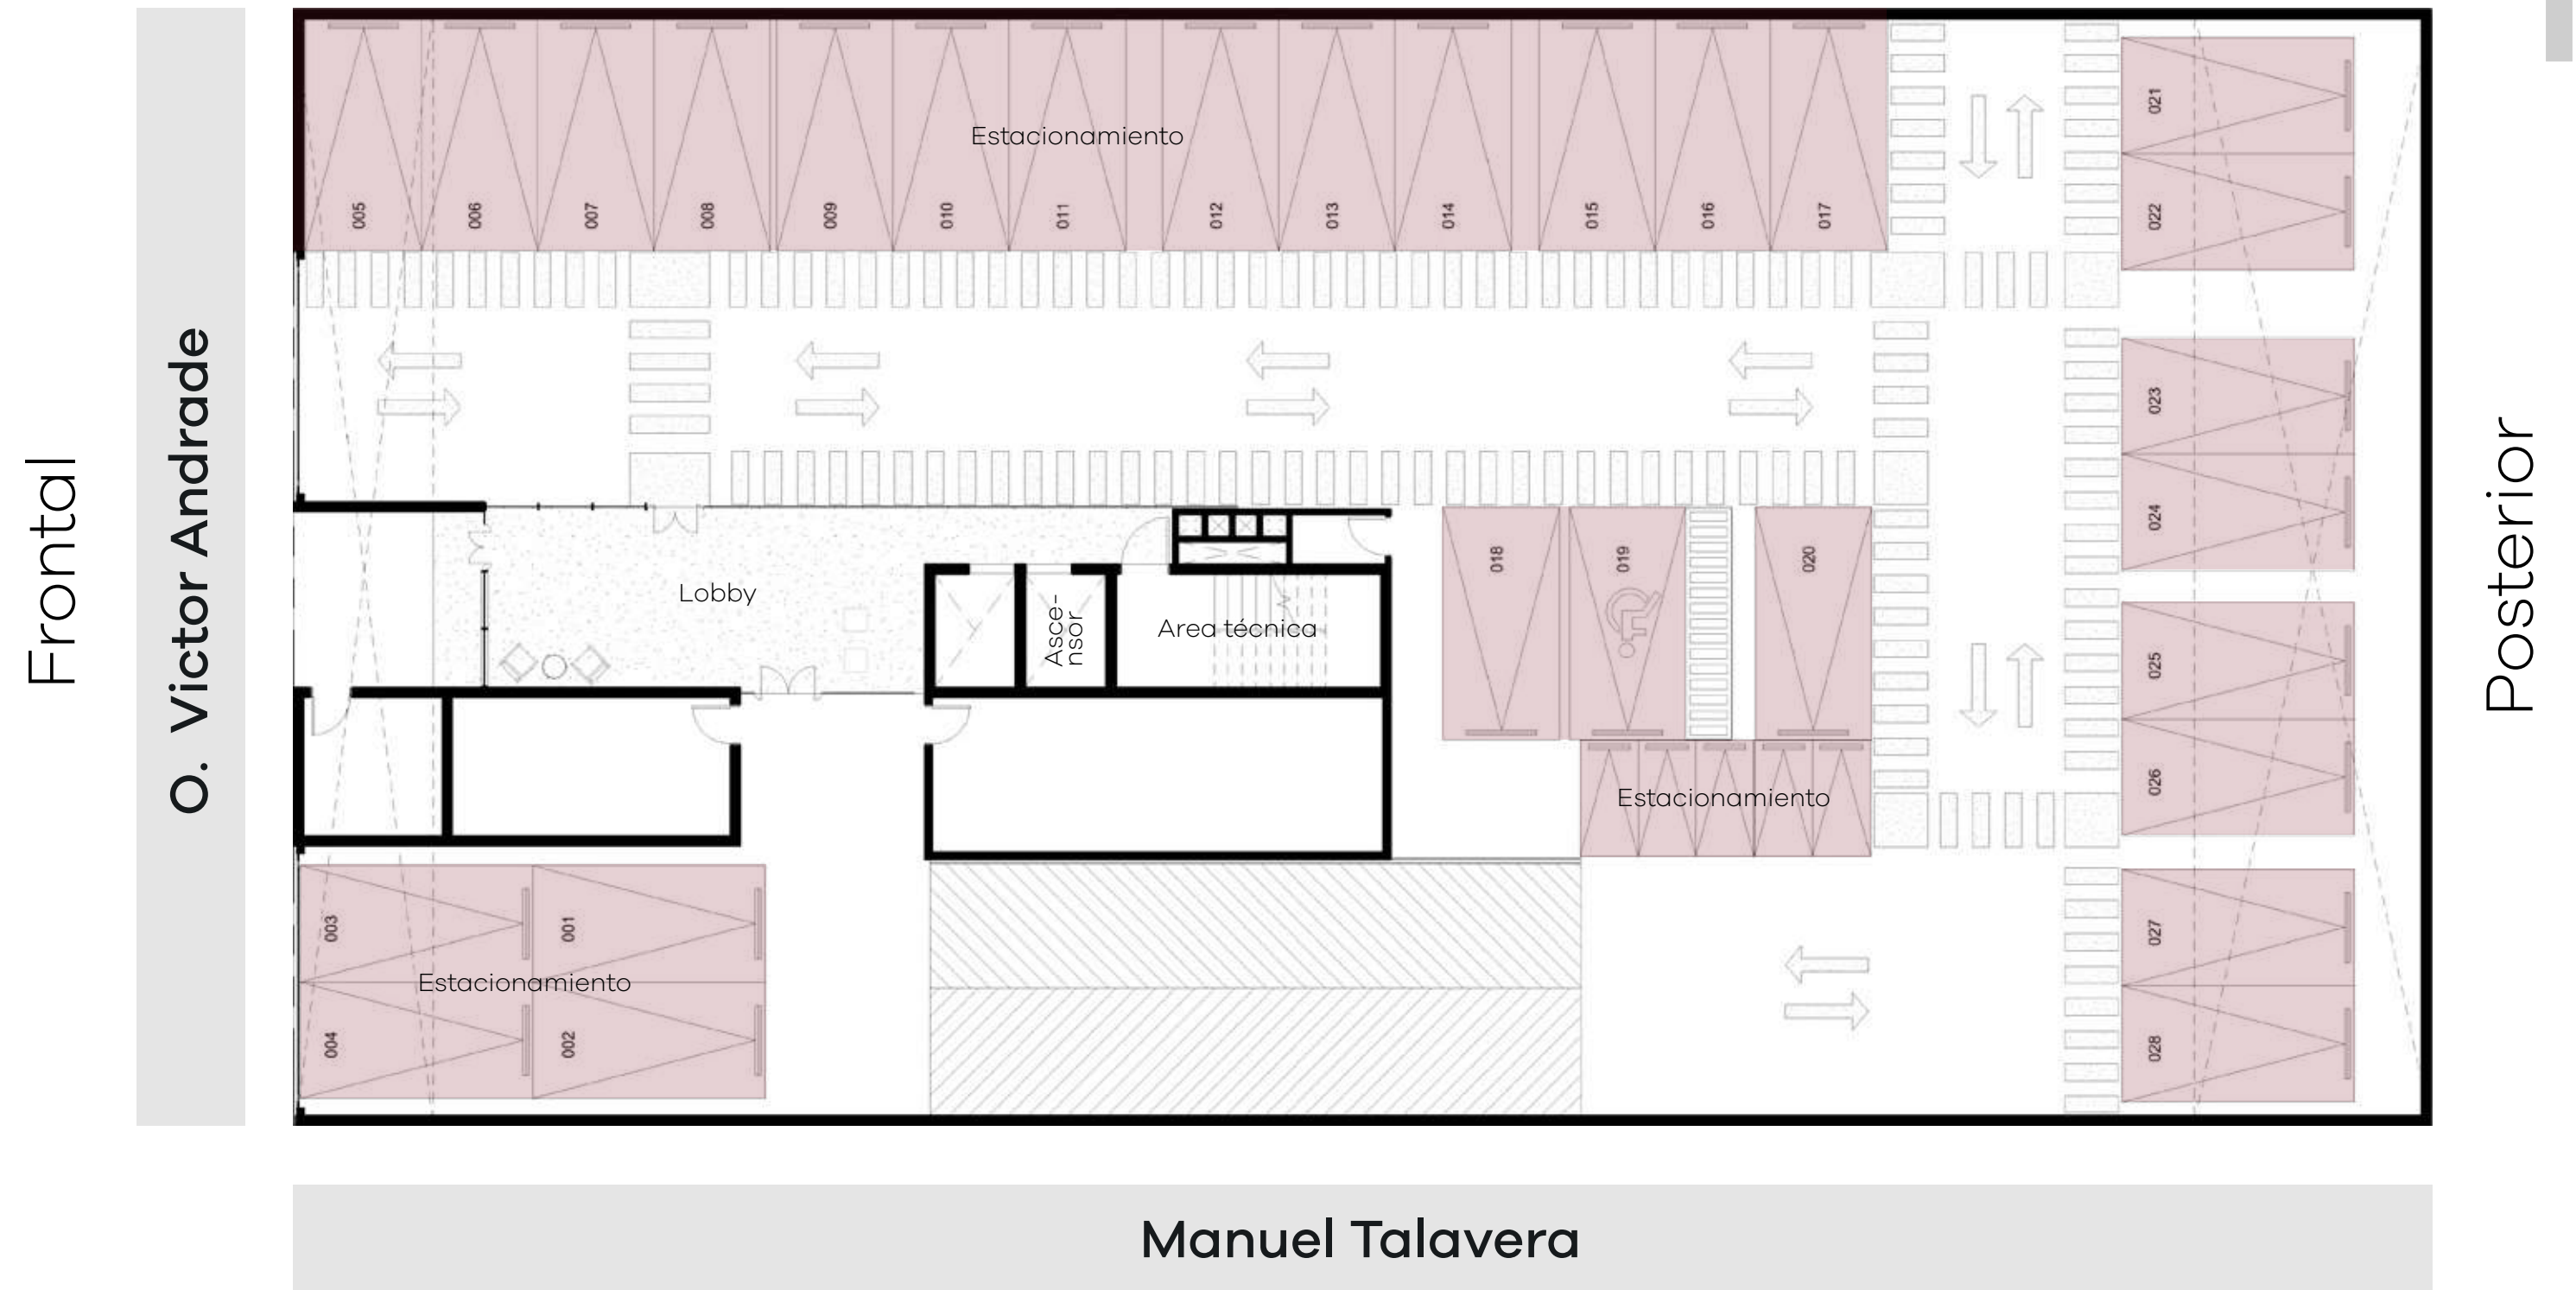 Frontal
O. Victor Andrade
Estacionamiento
005
006
007
008
009
010
011
012
013
014
015
016
017
021
022
023
024
025
026
027
028
018
019
020
Lobby
Asce-
nsor
Area técnica
Estacionamiento
003
001
Estacionamiento
004
002
Posterior
Manuel Talavera